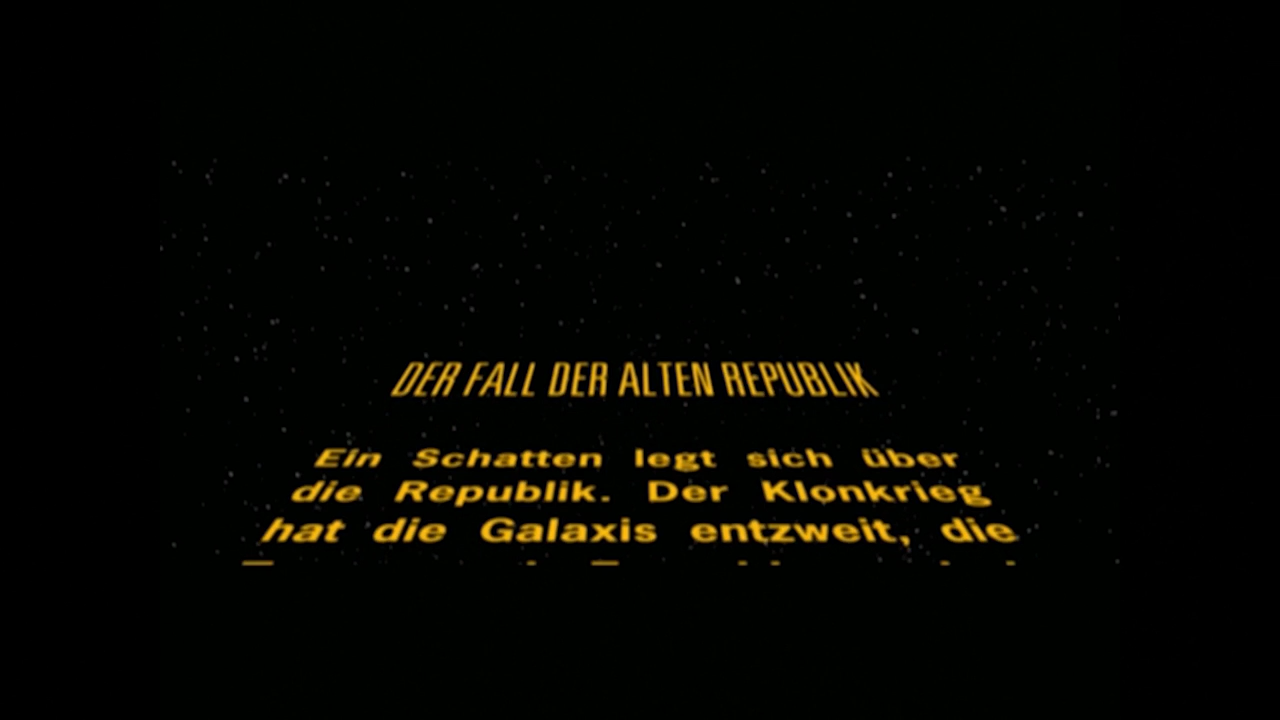 DER FALL DER ALTEN REPUBLIK
Ein Schatten legt sich über
die Republik. Der Klonkrieg
hat die Galaxis entzweit, die